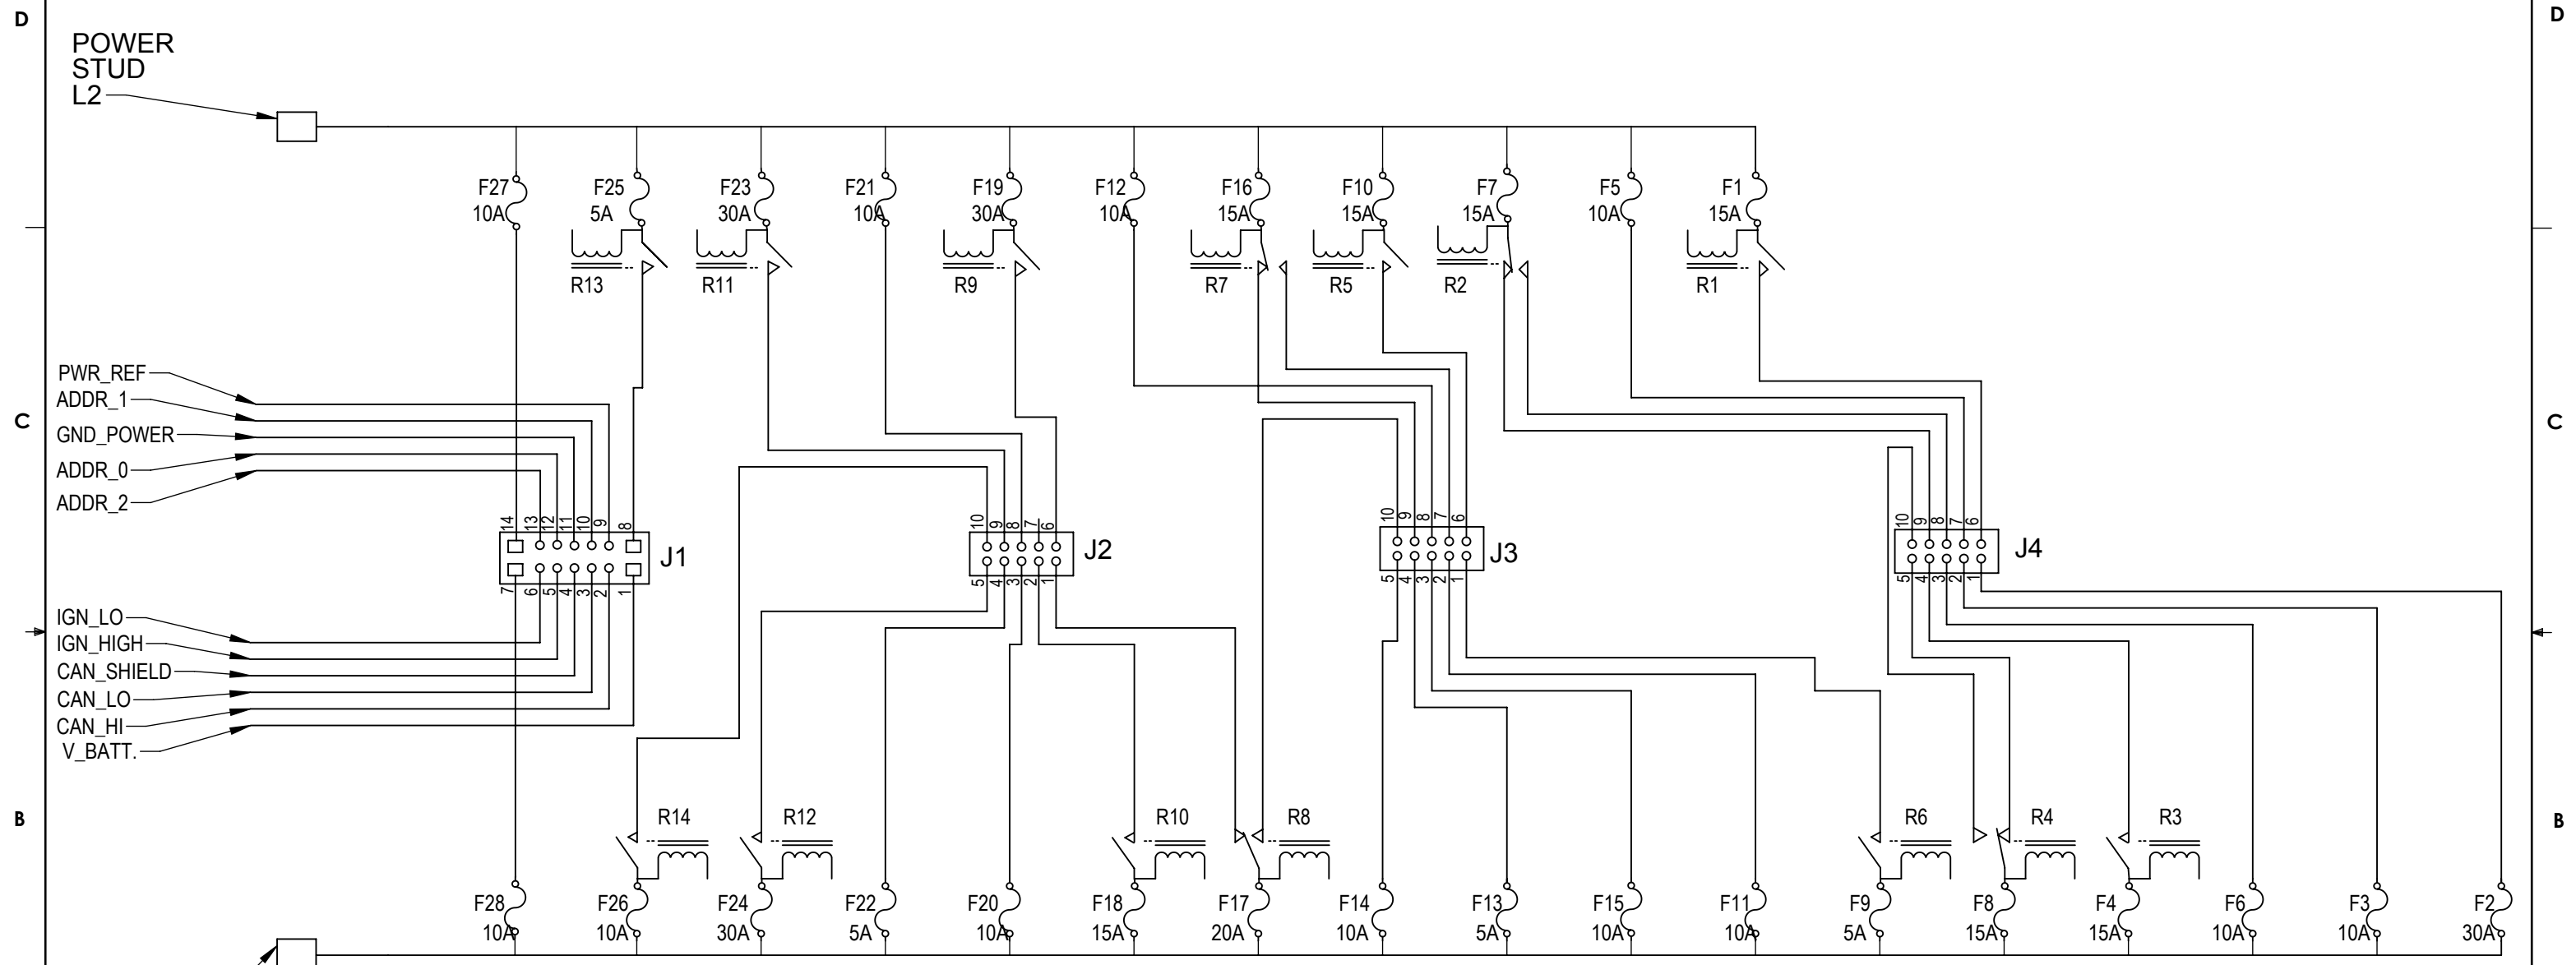 D D
POWER
STUD
L2
F27 F25 F23 F21 F19 F12 F16 F10 F7 F5 F1
10A 5A 30A 10A 30A 10A 15A 15A 15A 10A 15A
R13 R11 R9 R7 R5 R2 R1
PWR_REF
ADDR_1
C C
GND_POWER
ADDR_0
ADDR_2
14 13 12 11 10 9 8 10 9 8 7 6 10 9 8 7 6 10 9 8 7 6
J1 J2 J3 J4
7 6 5 4 3 2 1 5 4 3 2 1 5 4 3 2 1 5 4 3 2 1
IGN_LO
IGN_HIGH
CAN_SHIELD
CAN_LO
CAN_HI
V_BATT.
B B
R14 R12 R10 R8 R6 R4 R3
F28 F26 F24 F22 F20 F18 F17 F14 F13 F15 F11 F9 F8 F4 F6 F3 F2
10A 10A 30A 5A 10A 15A 20A 10A 5A 10A 10A 5A 15A 15A 10A 10A 30A